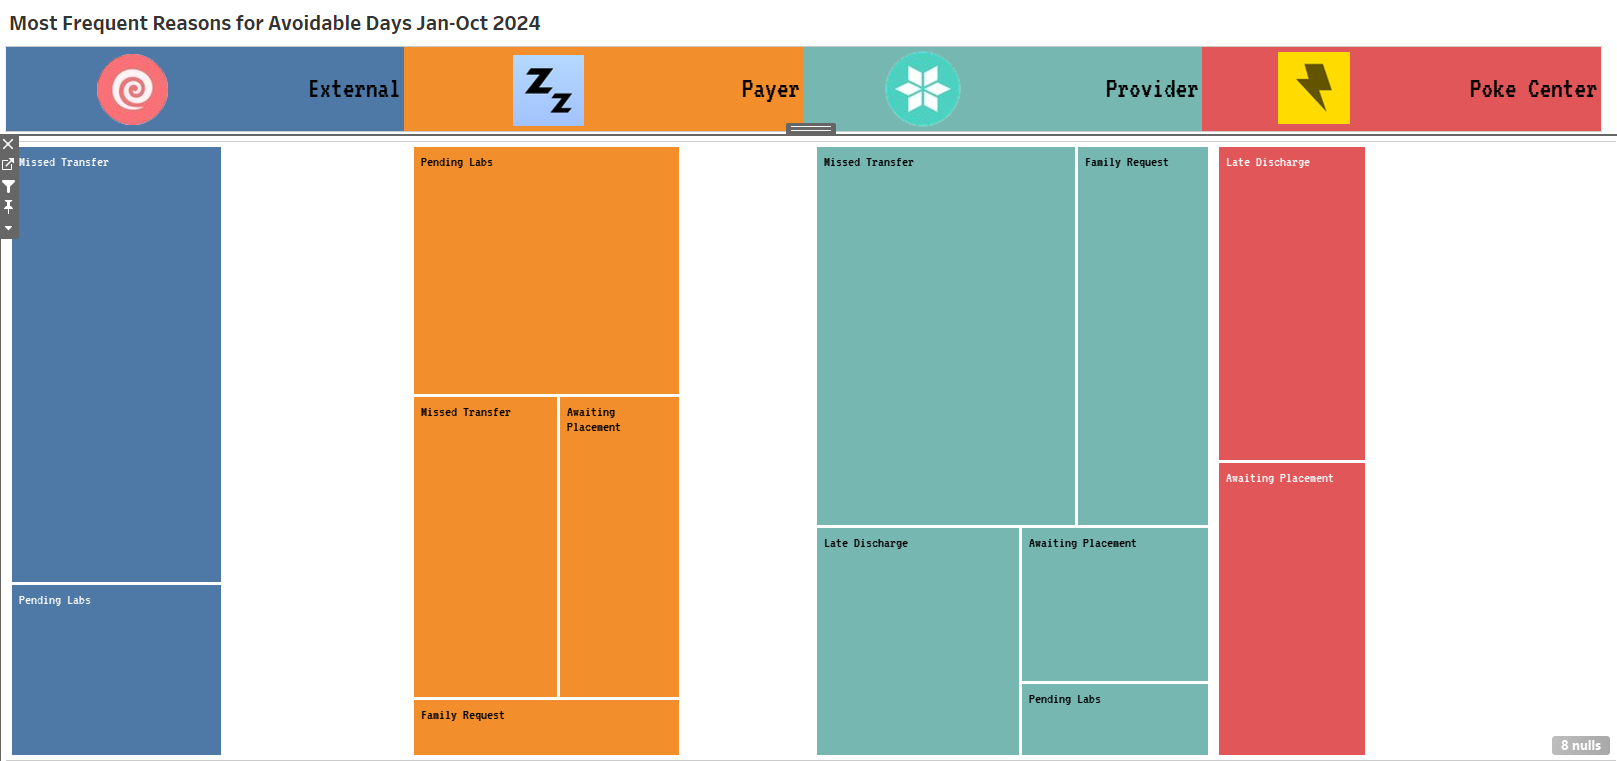 Most Frequent Reasons for Avoidable Days Jan-Oct 2024
External
Zz
Payer
Provider
Poke Center
Missed Transfer
Pending Labs
Pending Labs
Missed Transfer
Awaiting
Placement
Family Request
Missed Transfer
Family Request
Late Discharge
Awaiting Placement
Pending Labs
Late Discharge
Awaiting Placement
8 nulls